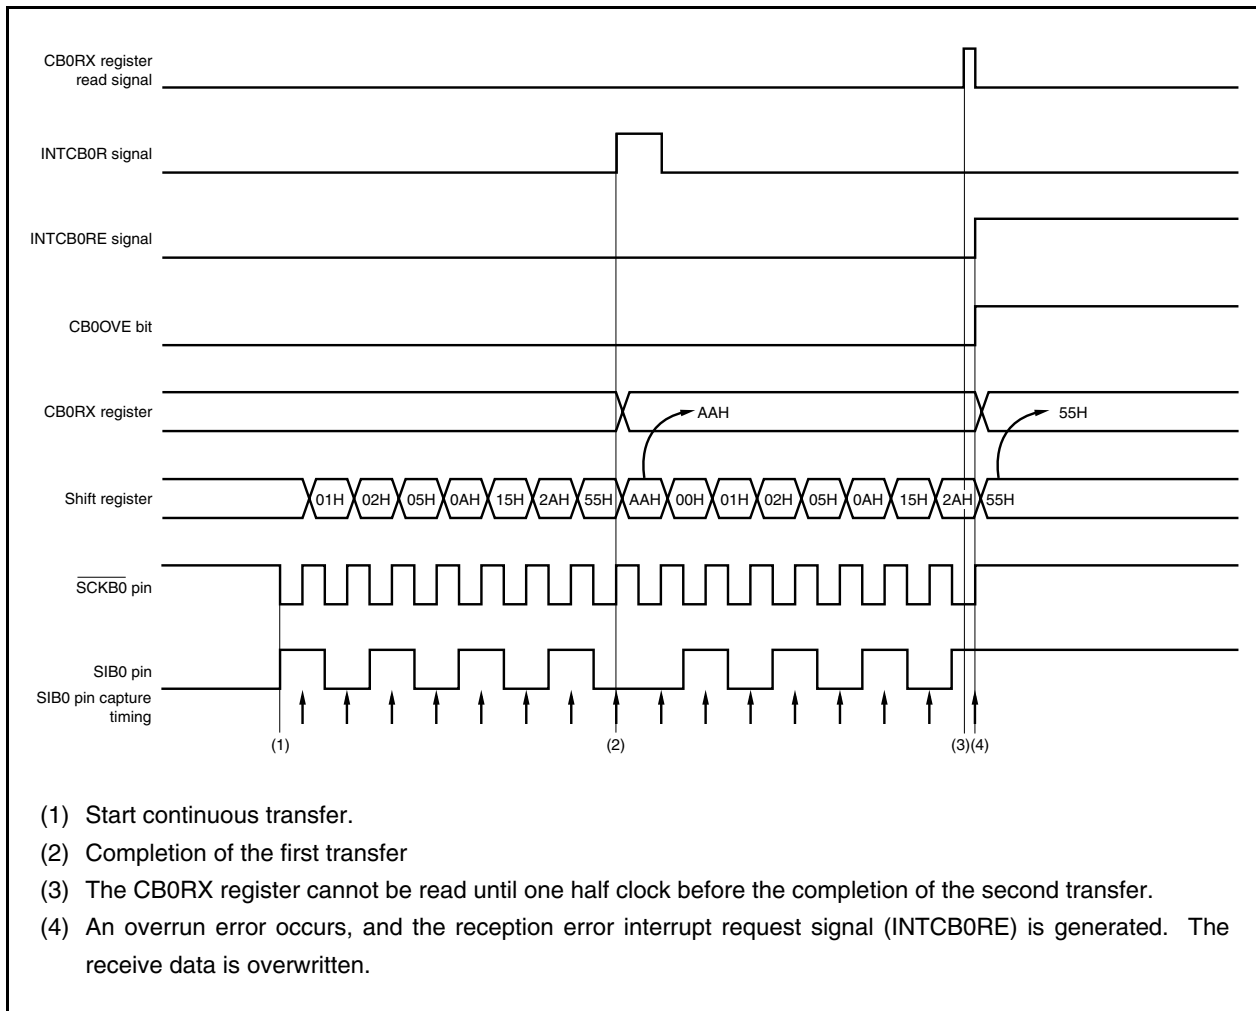 CB0RX register
read signal
INTCB0R signal
INTCB0RE signal
CB0OVE bit
CB0RX register
AAH
55H
Shift register
01H 02H 05H 0AH 15H 2AH 55H AAH 00H 01H 02H 05H 0AH 15H 2AH 55H
SCKB0 pin
SIB0 pin
SIB0 pin capture
timing
(1) (2) (3)(4)
(1) Start continuous transfer.
(2) Completion of the first transfer
(3) The CB0RX register cannot be read until one half clock before the completion of the second transfer.
(4) An overrun error occurs, and the reception error interrupt request signal (INTCB0RE) is generated. The
receive data is overwritten.